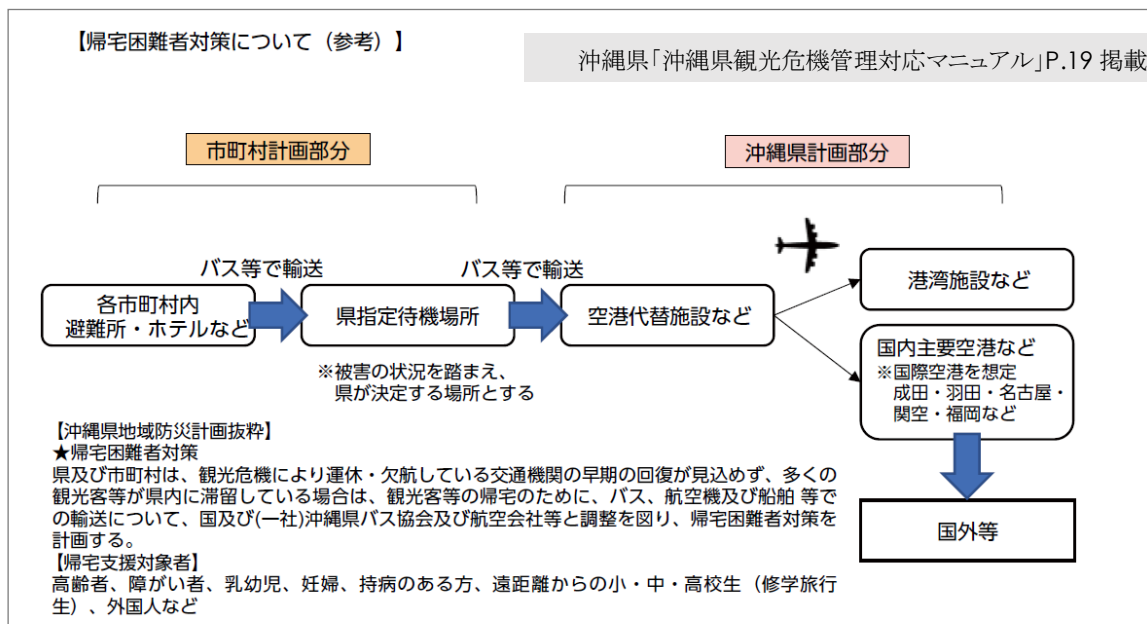 【帰宅困難者対策について（参考）】
沖縄県「沖縄県観光危機管理対応マニュアル」P.19 掲載
市町村計画部分
沖縄県計画部分
バス等で輸送
バス等で輸送
各市町村内
避難所・ホテルなど
県指定待機場所
空港代替施設など
港湾施設など
国内主要空港など
※国際空港を想定
成田・羽田・名古屋・
関空・福岡など
※被害の状況を踏まえ、
県が決定する場所とする
国外等
【沖縄県地域防災計画抜粋】
★帰宅困難者対策
県及び市町村は、観光危機により運休・欠航している交通機関の早期の回復が見込めず、多くの
観光客等が県内に滞留している場合は、観光客等の帰宅のために、バス、航空機及び船舶 等で
の輸送について、国及び(一社)沖縄県バス協会及び航空会社等と調整を図り、帰宅困難者対策を
計画する。
【帰宅支援対象者】
高齢者、障がい者、乳幼児、妊婦、持病のある方、遠距離からの小・中・高校生（修学旅行
生）、外国人など